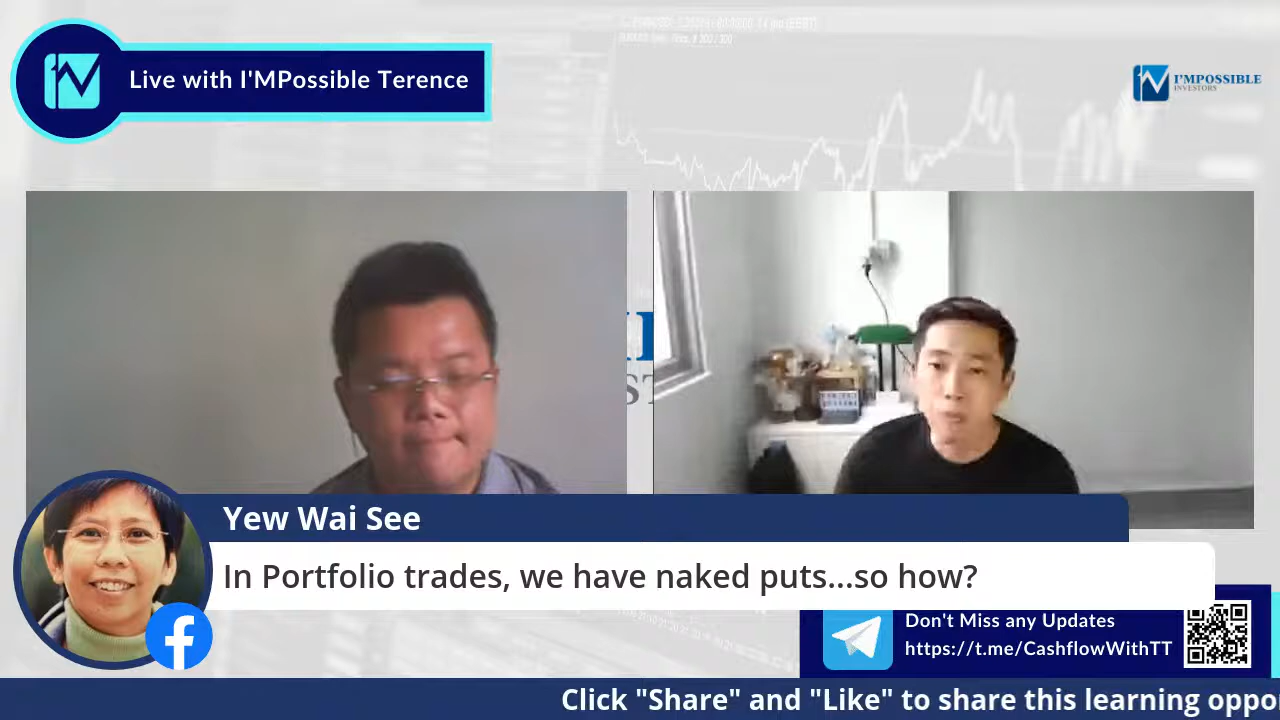 Live with I'MPossible Terence
I'MPOSSIBLE
INVESTORS
Yew Wai See
In Portfolio trades, we have naked puts...so how?
Don't Miss any Updates
https://t.me/CashflowWithTT
Click "Share" and "Like" to share this learning oppo